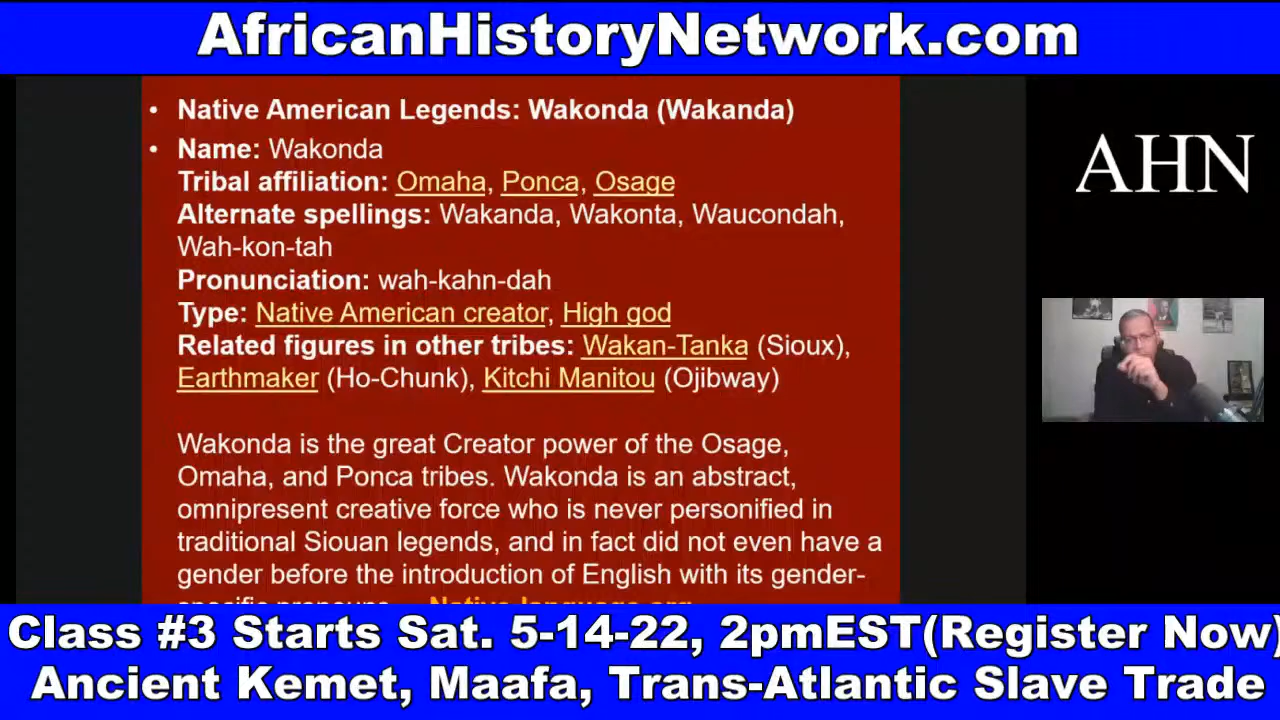 AfricanHistoryNetwork.com
• Native American Legends: Wakonda (Wakanda)
• Name: Wakonda
Tribal affiliation: Omaha, Ponca, Osage
Alternate spellings: Wakanda, Wakonta, Waucondah,
Wah-kon-tah
Pronunciation: wah-kahn-dah
Type: Native American creator, High god
Related figures in other tribes: Wakan-Tanka (Sioux),
Earthmaker (Ho-Chunk), Kitchi Manitou (Ojibway)
Wakonda is the great Creator power of the Osage,
Omaha, and Ponca tribes. Wakonda is an abstract,
omnipresent creative force who is never personified in
traditional Siouan legends, and in fact did not even have a
gender before the introduction of English with its gender-
AHN
Class #3 Starts Sat. 5-14-22, 2pmEST(Register Now)
Ancient Kemet, Maafa, Trans-Atlantic Slave Trade